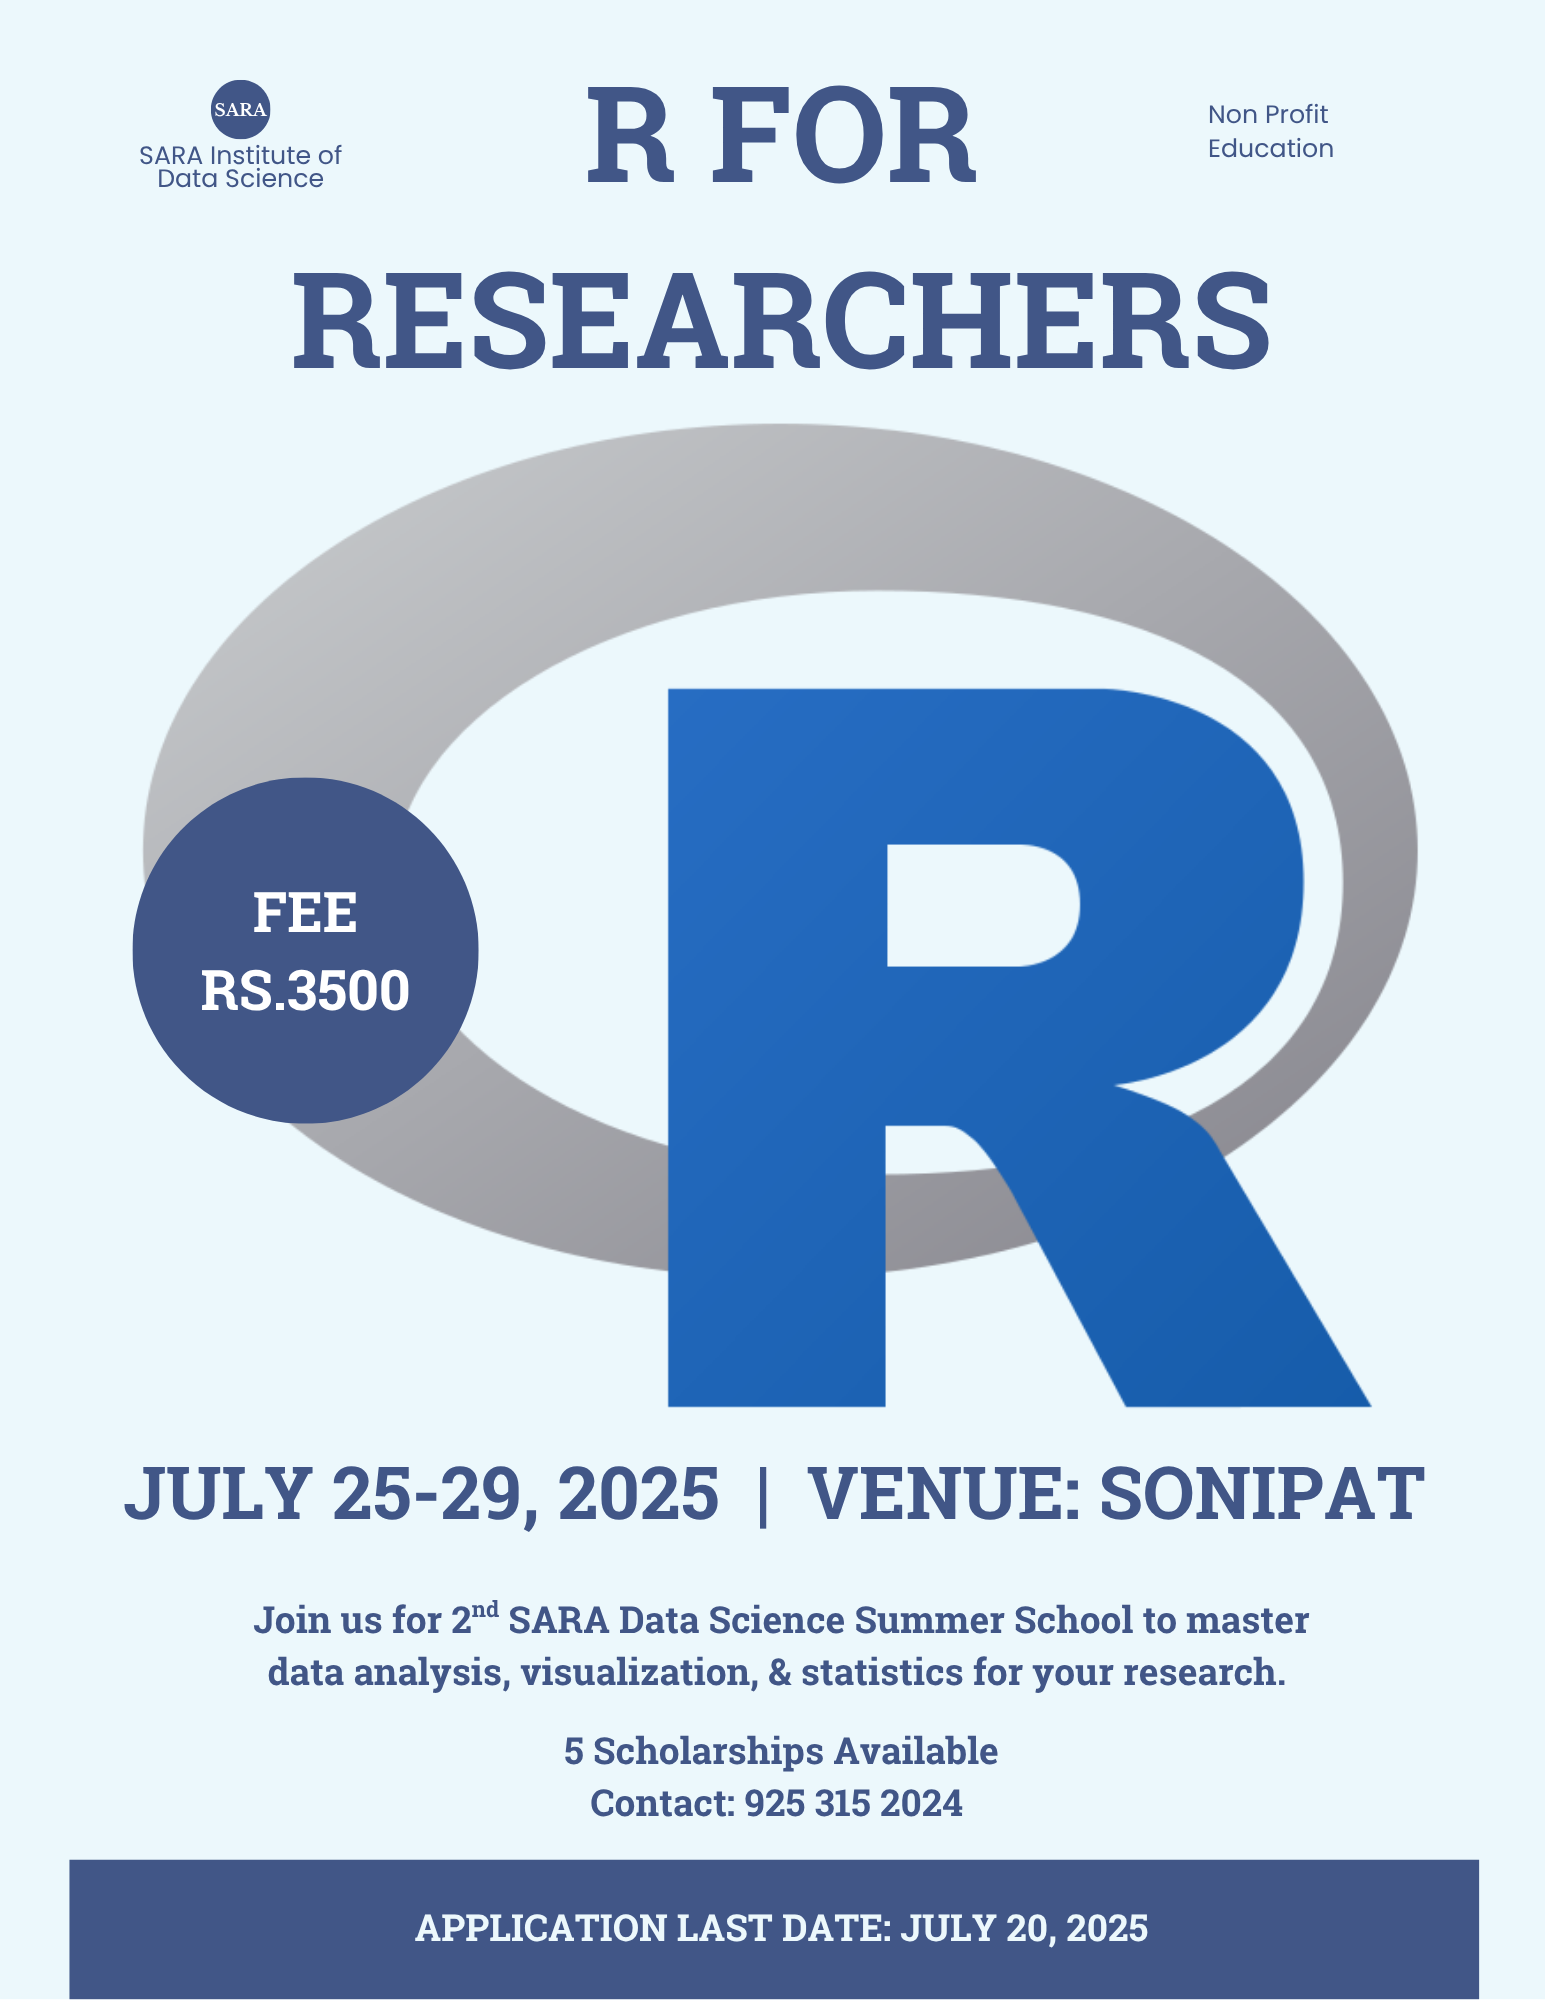 SARA
SARA Institute of
Data Science
R FOR
RESEARCHERS
Non Profit
Education
R
FEE
RS.3500
JULY 25-29, 2025 | VENUE: SONIPAT
Join us for 2nd SARA Data Science Summer School to master
data analysis, visualization, & statistics for your research.
5 Scholarships Available
Contact: 925 315 2024
APPLICATION LAST DATE: JULY 20, 2025